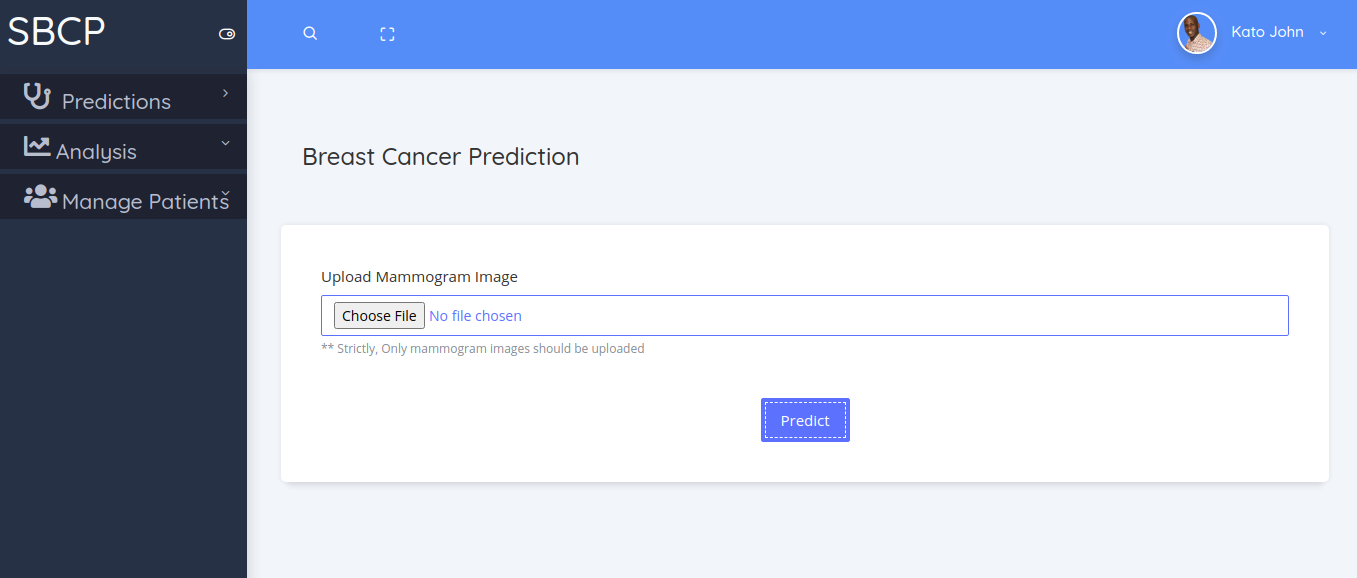 SBCP
Kato John
Predictions
Analysis
Manage Patients
Breast Cancer Prediction
Upload Mammogram Image
Choose File No file chosen
** Strictly, Only mammogram images should be uploaded
Predict